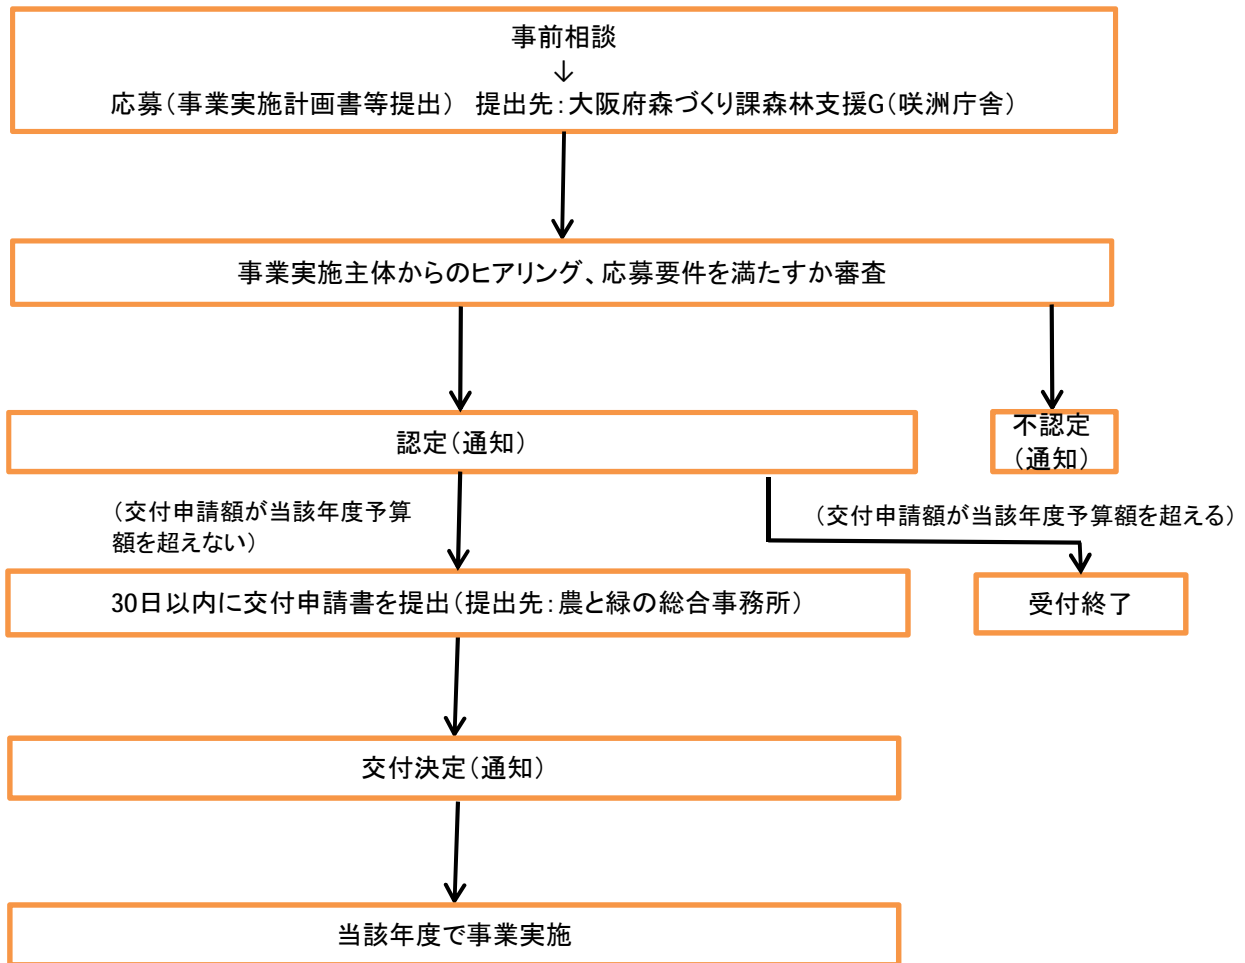 事前相談
↓
応募（事業実施計画書等提出）　提出先：大阪府森づくり課森林支援G（咲洲庁舎）
事業実施主体からのヒアリング、応募要件を満たすか審査
認定（通知）
不認定
（通知）
（交付申請額が当該年度予算
額を超えない）
（交付申請額が当該年度予算額を超える）
30日以内に交付申請書を提出（提出先：農と緑の総合事務所）
受付終了
交付決定（通知）
当該年度で事業実施